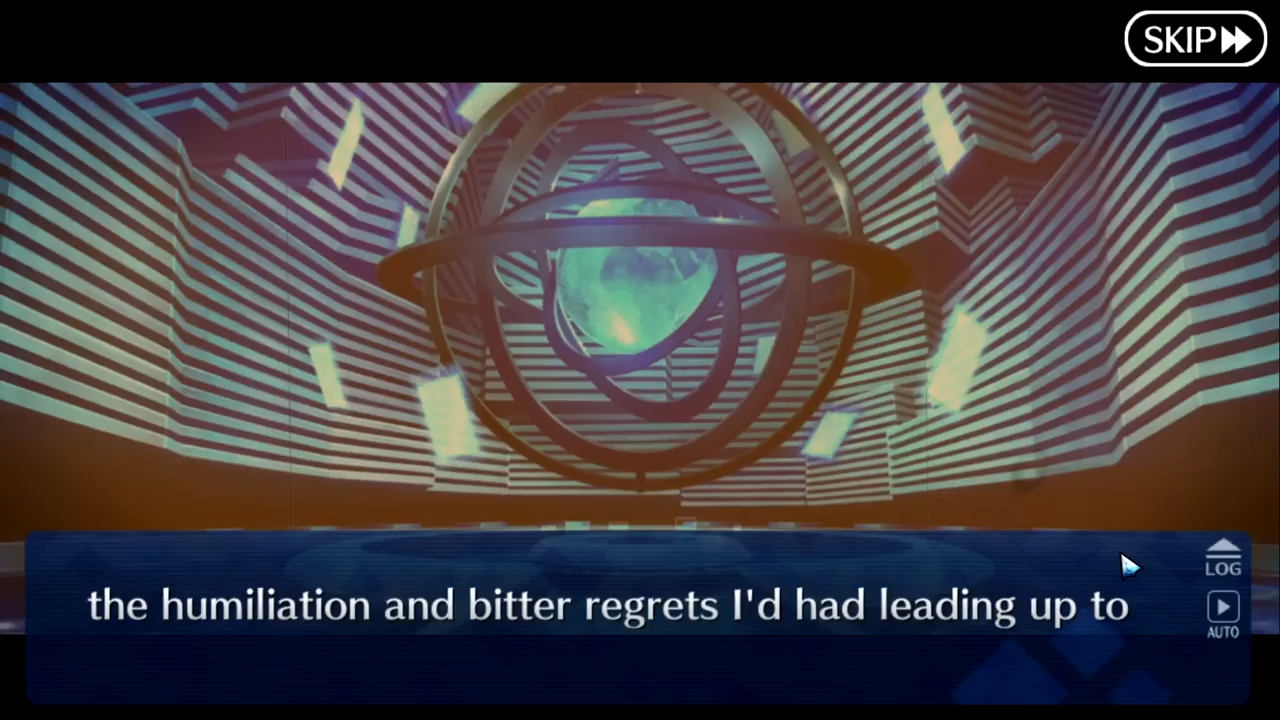 SKIP
the humiliation and bitter regrets I'd had leading up to
LOG
AUTO